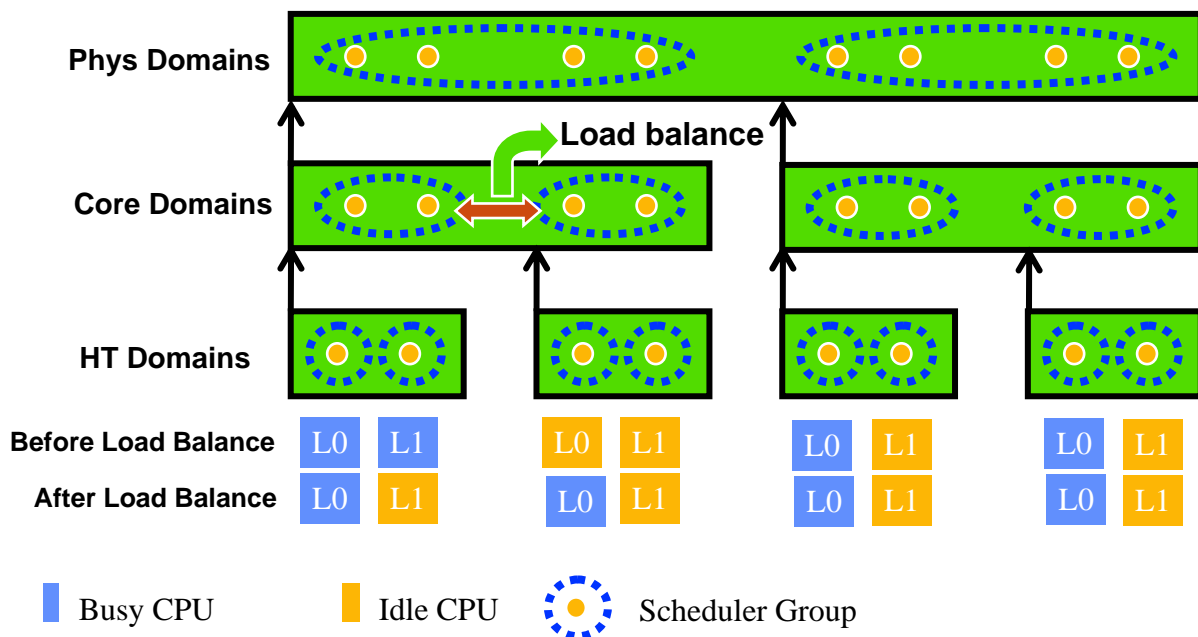 Phys Domains
Load balance
Core Domains
HT Domains
Before Load Balance L0 L1 L0 L1 L0 L1 L0 L1
After Load Balance L0 L1 L0 L1 L0 L1 L0 L1
Busy CPU Idle CPU Scheduler Group